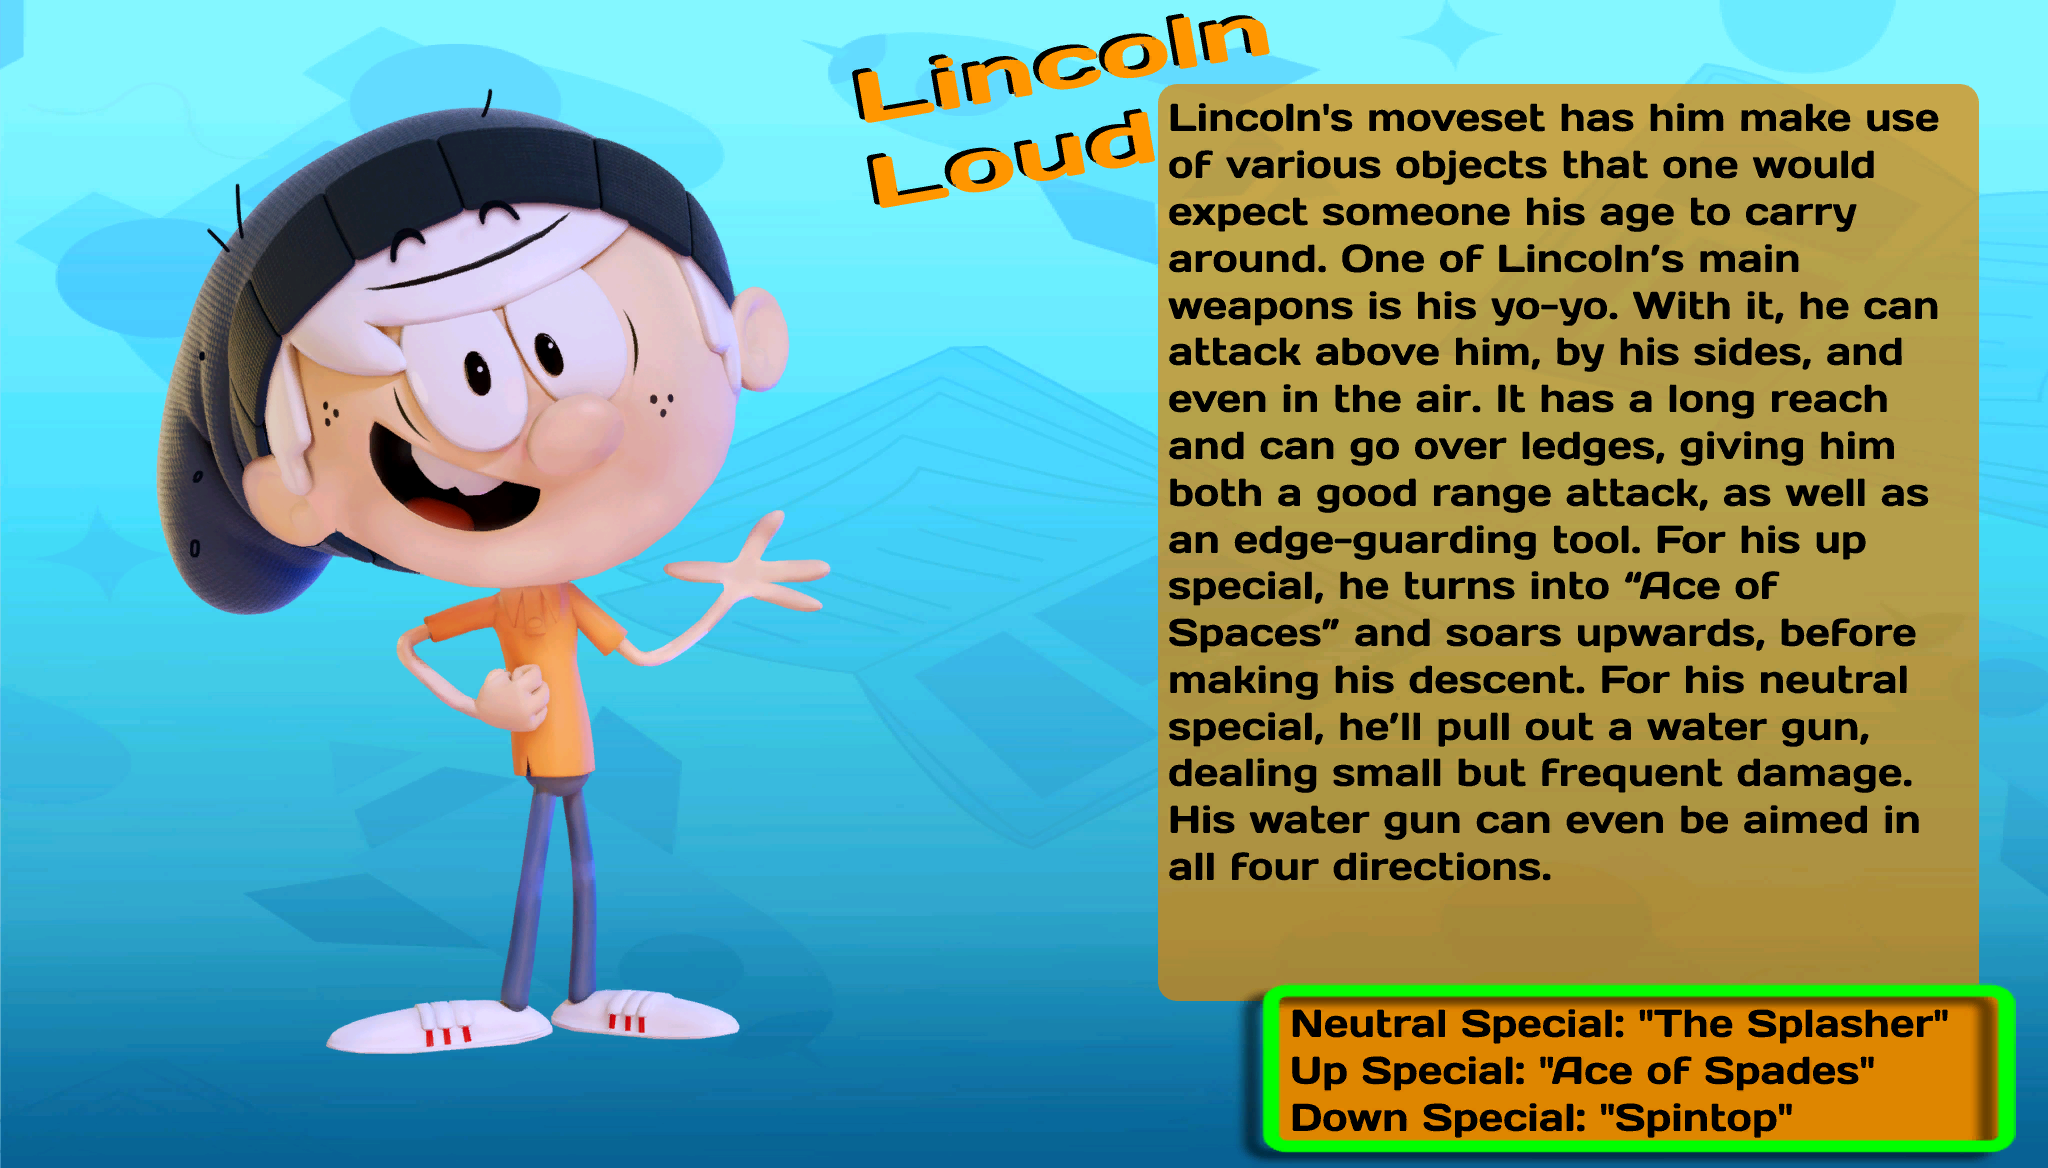 Lincoln
Loud
Lincoln's moveset has him make use
of various objects that one would
expect someone his age to carry
around. One of Lincoln’s main
weapons is his yo-yo. With it, he can
attack above him, by his sides, and
even in the air. It has a long reach
and can go over ledges, giving him
both a good range attack, as well as
an edge-guarding tool. For his up
special, he turns into “Ace of
Spaces” and soars upwards, before
making his descent. For his neutral
special, he’ll pull out a water gun,
dealing small but frequent damage.
His water gun can even be aimed in
all four directions.
Neutral Special: "The Splasher"
Up Special: "Ace of Spades"
Down Special: "Spintop"